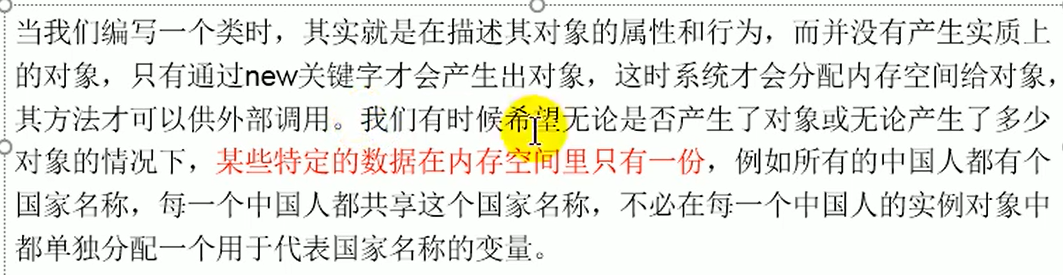 当我们编写一个类时，其实就是在描述其对象的属性和行为，而并没有产生实质上
的对象，只有通过new关键字才会产生出对象，这时系统才会分配内存空间给对象，
其方法才可以供外部调用。我们有时候希望无论是否产生了对象或无论产生了多少
对象的情况下，某些特定的数据在内存空间里只有一份，例如所有的中国人都有个
国家名称，每一个中国人都共享这个国家名称，不必在每一个中国人的实例对象中
都单独分配一个用于代表国家名称的变量。